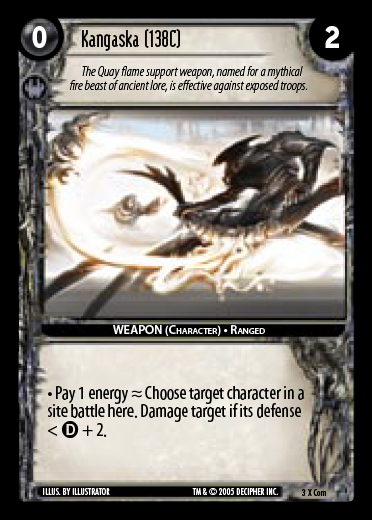 0
Kangaska (138C)
2
The Quay flame support weapon, named for a mythical
fire beast of ancient lore, is effective against exposed troops.
WEAPON (CHARACTER) • RANGED
• Pay 1 energy ≈ Choose target character in a
site battle here. Damage target if its defense
< D + 2.
ILLUS. BY ILLUSTRATOR
TM & © 2005 DECIPHER INC.
3 X Com